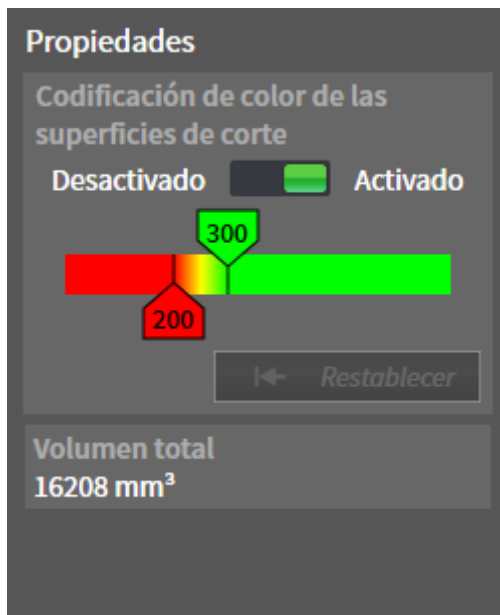 Propiedades
Codificación de color de las
superficies de corte
Desactivado Activado
300
200
Restablecer
Volumen total
16208 mm³